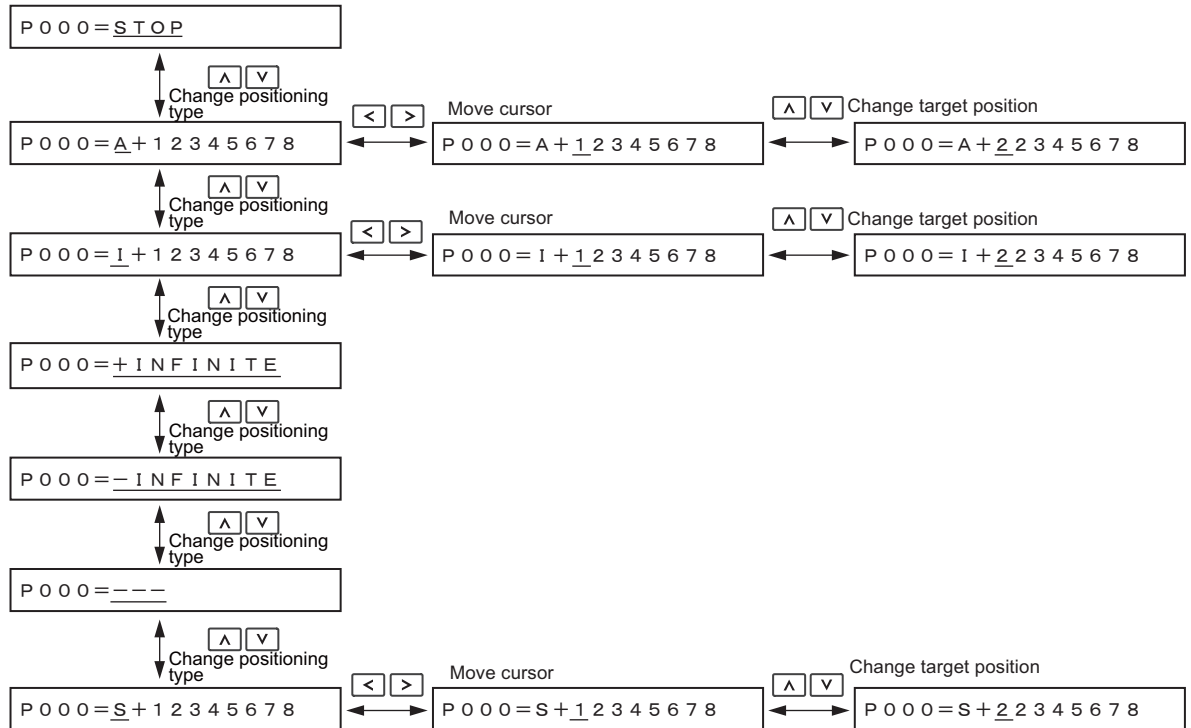 P000=STOP
∧ ∨
Change positioning
type
P000=A+12345678
< >
Move cursor
P000=A+12345678
∧ ∨ Change target position
P000=A+22345678
∧ ∨
Change positioning
type
P000=I+12345678
< >
Move cursor
P000=I+12345678
∧ ∨ Change target position
P000=I+22345678
∧ ∨
Change positioning
type
P000=+INFINITE
∧ ∨
Change positioning
type
P000=−INFINITE
∧ ∨
Change positioning
type
P000=−−−
∧ ∨
Change positioning
type
P000=S+12345678
< >
Move cursor
P000=S+12345678
∧ ∨ Change target position
P000=S+22345678